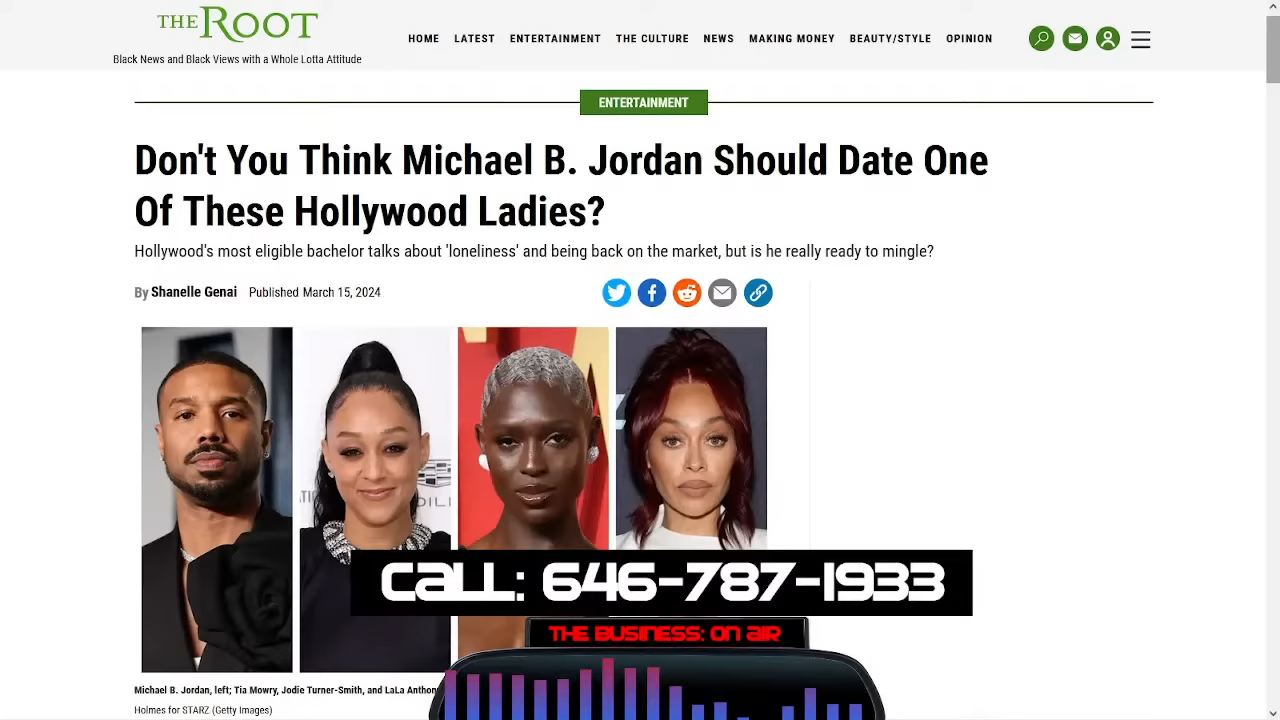 THE ROOT
Black News and Black Views with a Whole Lotta Attitude
HOME LATEST ENTERTAINMENT THE CULTURE NEWS MAKING MONEY BEAUTY/STYLE OPINION
ENTERTAINMENT
Don't You Think Michael B. Jordan Should Date One
Of These Hollywood Ladies?
Hollywood's most eligible bachelor talks about 'loneliness' and being back on the market, but is he really ready to mingle?
By Shanelle Genai Published March 15, 2024
CALL: 646-787-1933
THE BUSINESS: ON AIR
Michael B. Jordan, left; Tia Mowry, Jodie Turner-Smith, and LaLa
Holmes for STARZ (Getty Images)